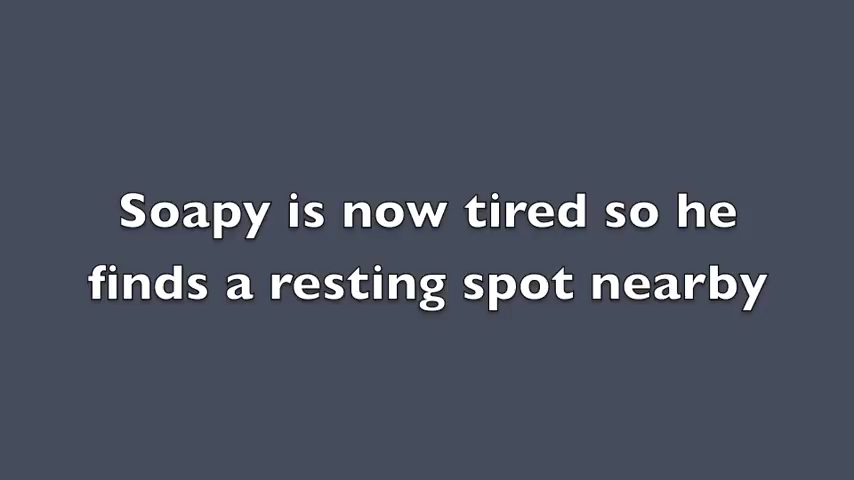 Soapy is now tired so he
finds a resting spot nearby